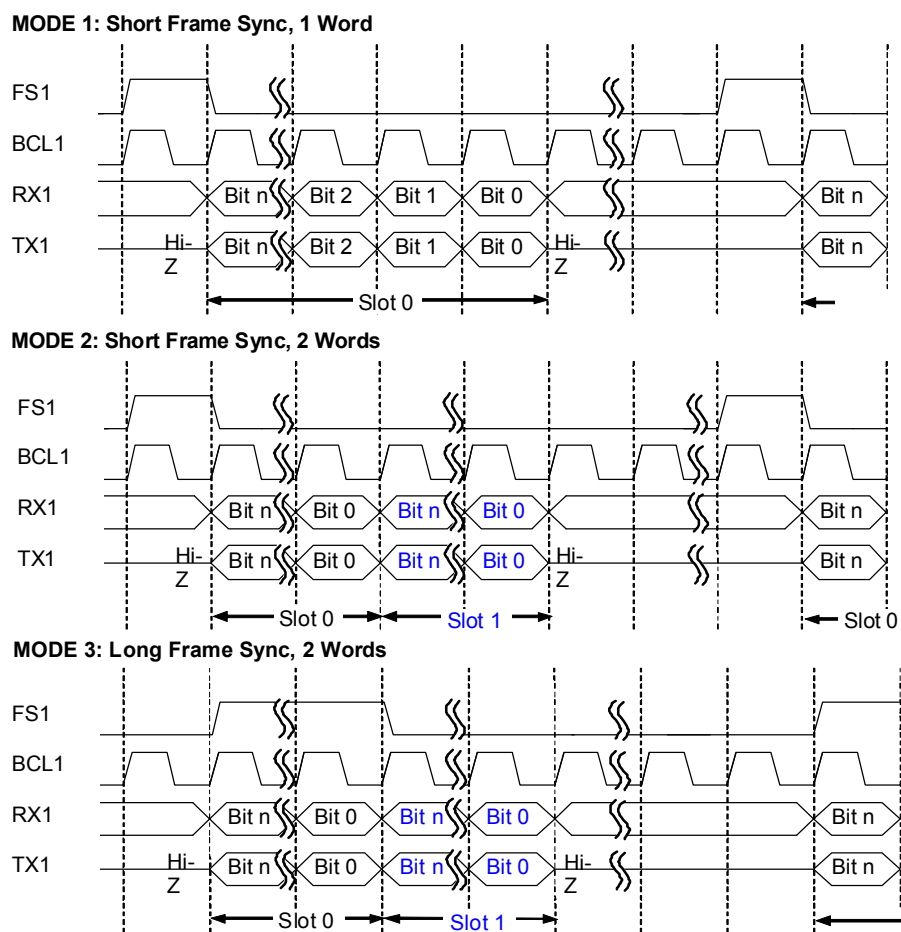 MODE 1: Short Frame Sync, 1 Word
FS1
BCL1
RX1 Bit n Bit 2 Bit 1 Bit 0 Bit n
TX1 Hi-Z Bit n Bit 2 Bit 1 Bit 0 Hi-Z Bit n
Slot 0
MODE 2: Short Frame Sync, 2 Words
FS1
BCL1
RX1 Bit n Bit 0 Bit n Bit 0 Bit n
TX1 Hi-Z Bit n Bit 0 Bit n Bit 0 Hi-Z Bit n
Slot 0 Slot 1 Slot 0
MODE 3: Long Frame Sync, 2 Words
FS1
BCL1
RX1 Bit n Bit 0 Bit n Bit 0 Bit n
TX1 Hi-Z Bit n Bit 0 Bit n Bit 0 Hi-Z Bit n
Slot 0 Slot 1